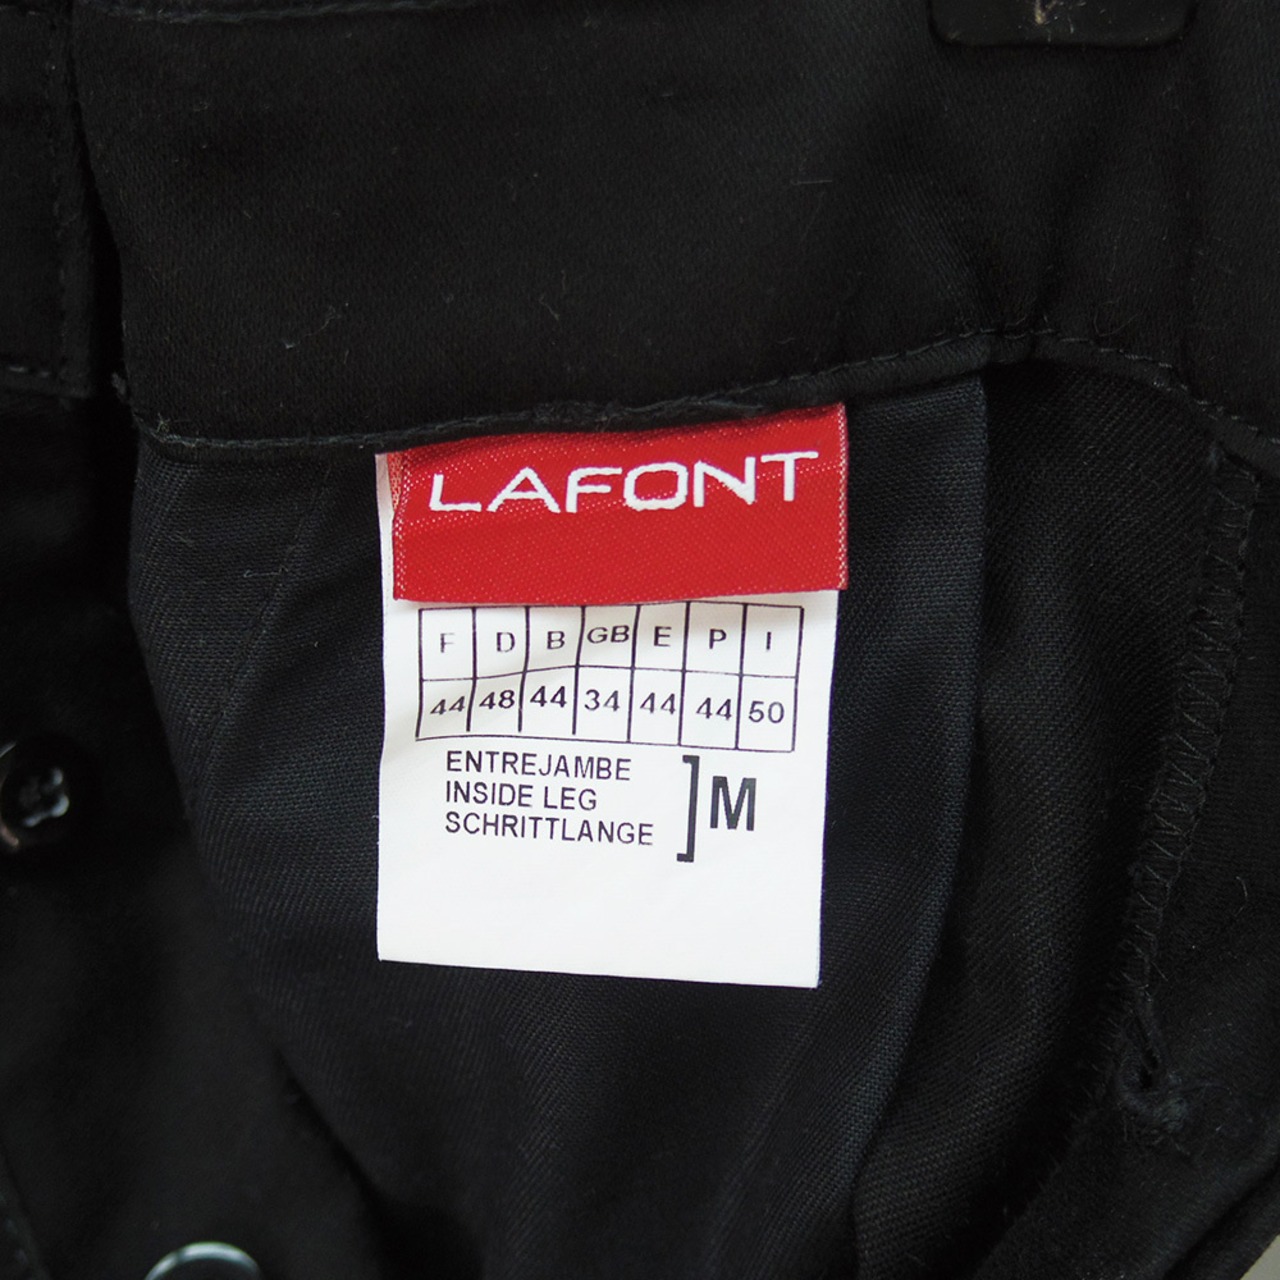 LAFONT
F D B GB E P I
44 48 44 34 44 44 50
ENTREJAMBE
INSIDE LEG
SCHRITTLANGE
] M